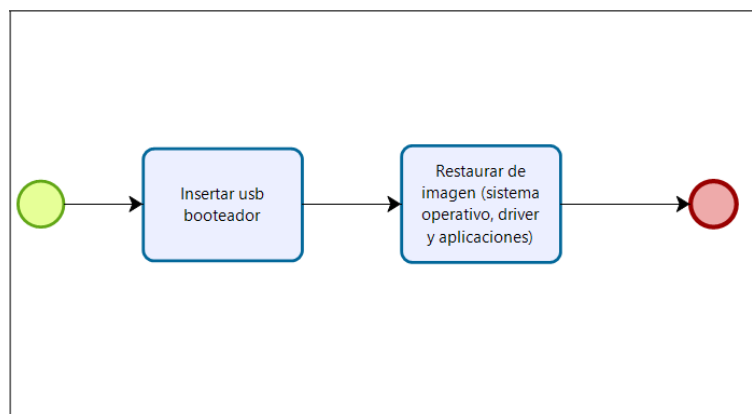 Insertar usb
booteador
Restaurar de
imagen (sistema
operativo, driver
y aplicaciones)